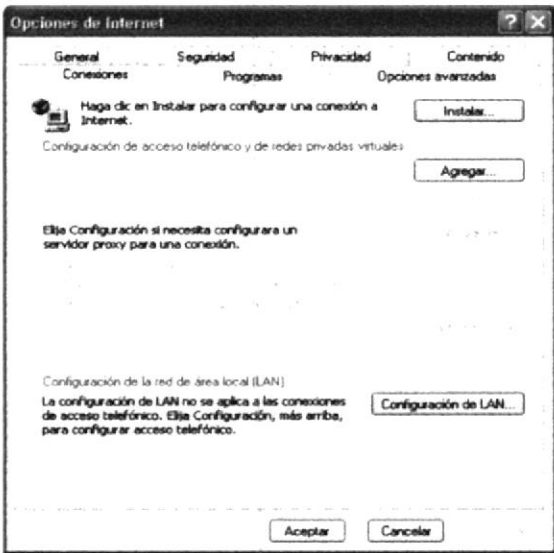 Opciones de Internet
General Seguridad Privacidad Contenido
Conexiones Programas Opciones avanzadas
Haga clic en Instalar para configurar una conexión a
Internet.
Instalar...
Configuración de acceso telefónico y de redes privadas virtuales
Agregar...
Elija Configuración si necesita configurara un
servidor proxy para una conexión.
Configuración de la red de área local (LAN)
La configuración de LAN no se aplica a las conexiones
de acceso telefónico. Elija Configuración, más arriba,
para configurar acceso telefónico.
Configuración de LAN...
Aceptar Cancelar